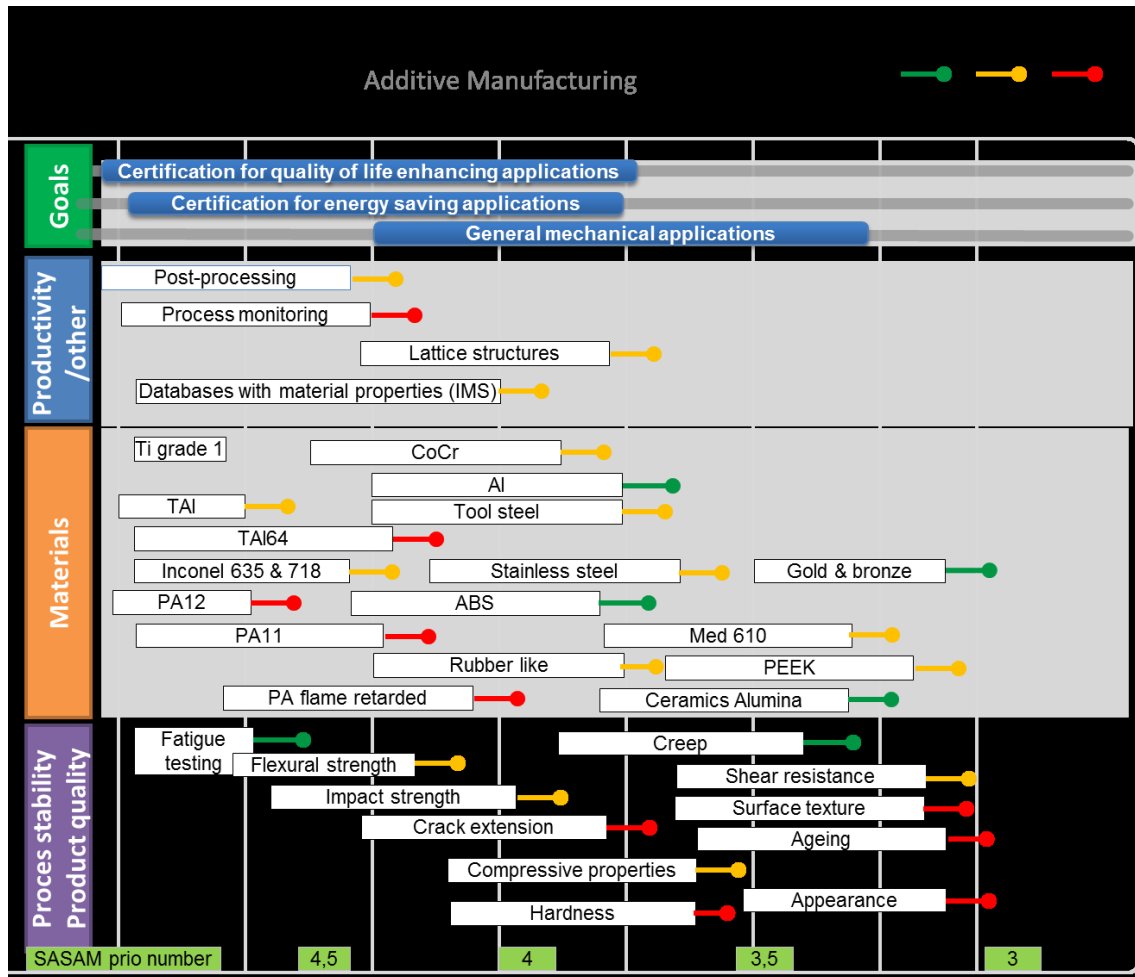 Additive Manufacturing
Goals
Certification for quality of life enhancing applications
Certification for energy saving applications
General mechanical applications
Productivity
/other
Post-processing
Process monitoring
Lattice structures
Databases with material properties (IMS)
Materials
Ti grade 1
CoCr
Al
TAl
Tool steel
TAl64
Inconel 635 & 718
Stainless steel
Gold & bronze
PA12
ABS
PA11
Med 610
Rubber like
PEEK
PA flame retarded
Ceramics Alumina
Proces stability
Product quality
Fatigue
testing
Creep
Flexural strength
Shear resistance
Impact strength
Surface texture
Crack extension
Ageing
Compressive properties
Appearance
Hardness
SASAM prio number
4,5
4
3,5
3